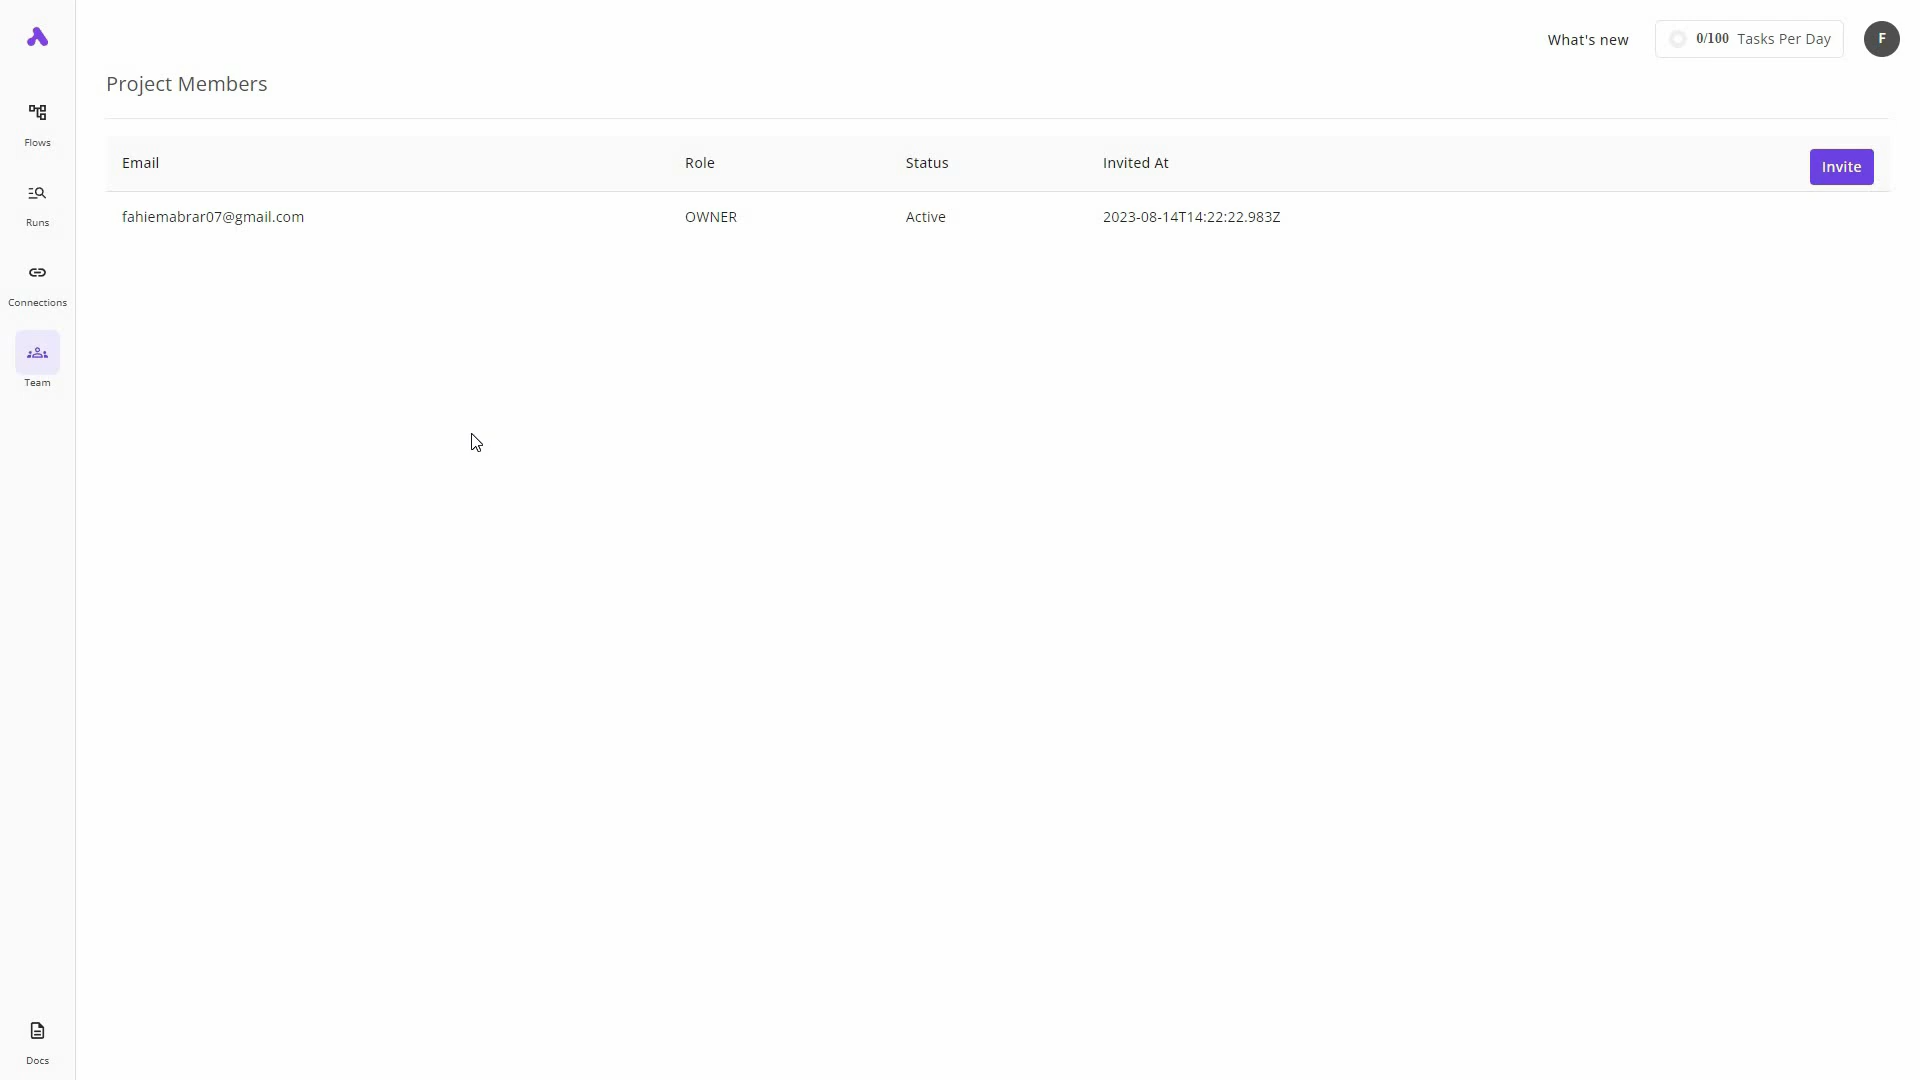 What's new
0/100 Tasks Per Day
F
Project Members
Flows
Runs
Connections
Team
Docs
Email Role Status Invited At Invite
fahiemabrar07@gmail.com OWNER Active 2023-08-14T14:22:22.983Z